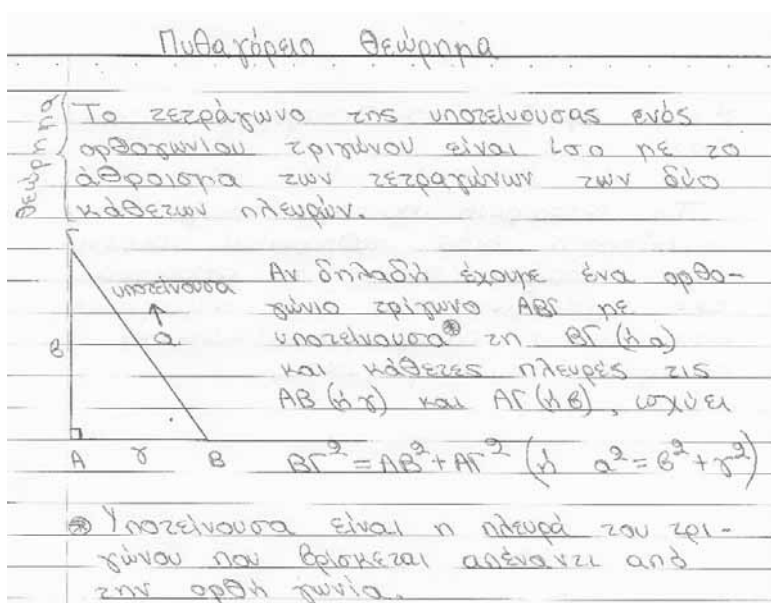 Πυθαγόρειο Θεώρημα
θεώρημα
Το τετράγωνο της υποτείνουσας ενός
ορθογωνίου τριγώνου είναι ίσο με το
άθροισμα των τετραγώνων των δύο
κάθετων πλευρών.
Γ
υποτείνουσα
α
β
Α γ Β
Αν δηλαδή έχουμε ένα ορθο-
γώνιο τρίγωνο ΑΒΓ με
υποτείνουσα* τη ΒΓ (ή α)
και κάθετες πλευρές τις
ΑΒ (ή γ) και ΑΓ (ή β), ισχύει
ΒΓ² = ΑΒ² + ΑΓ² (ή α² = β² + γ²)
* Υποτείνουσα είναι η πλευρά του τρι-
γώνου που βρίσκεται απέναντι από
την ορθή γωνία.